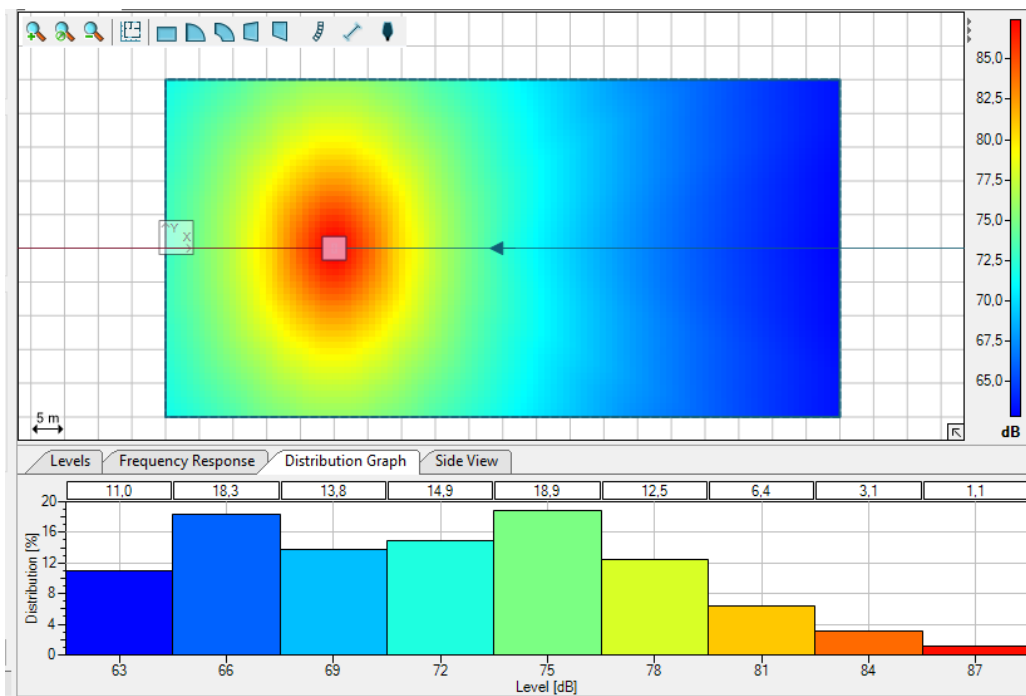 85,0
82,5
80,0
77,5
75,0
72,5
70,0
67,5
65,0
dB
Y
X
5 m
Levels Frequency Response Distribution Graph Side View
11,0 18,3 13,8 14,9 18,9 12,5 6,4 3,1 1,1
Distribution [%]
20
16
12
8
4
0
63 66 69 72 75 78 81 84 87
Level [dB]